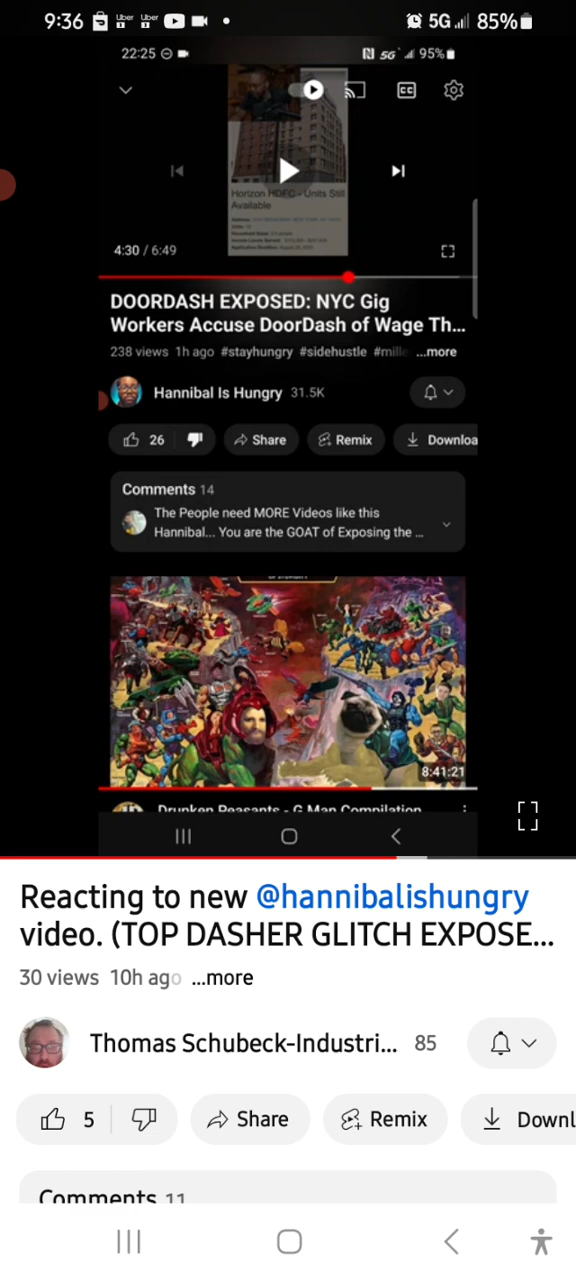 9:36
Uber
Uber
5G
85%
22:25
5G
95%
CC
Horizon HDFC - Units Still
Available
4:30 / 6:49
DOORDASH EXPOSED: NYC Gig
Workers Accuse DoorDash of Wage Th...
238 views 1h ago #stayhungry #sidehustle #mille ...more
Hannibal Is Hungry 31.5K
26
Share
Remix
Downloa
Comments 14
The People need MORE Videos like this
Hannibal... You are the GOAT of Exposing the ...
8:41:21
Drunken Peasants - G Man Compilation
Reacting to new @hannibalishungry
video. (TOP DASHER GLITCH EXPOSE...
30 views 10h ago ...more
Thomas Schubeck-Industri... 85
5
Share
Remix
Downl
Comments 11